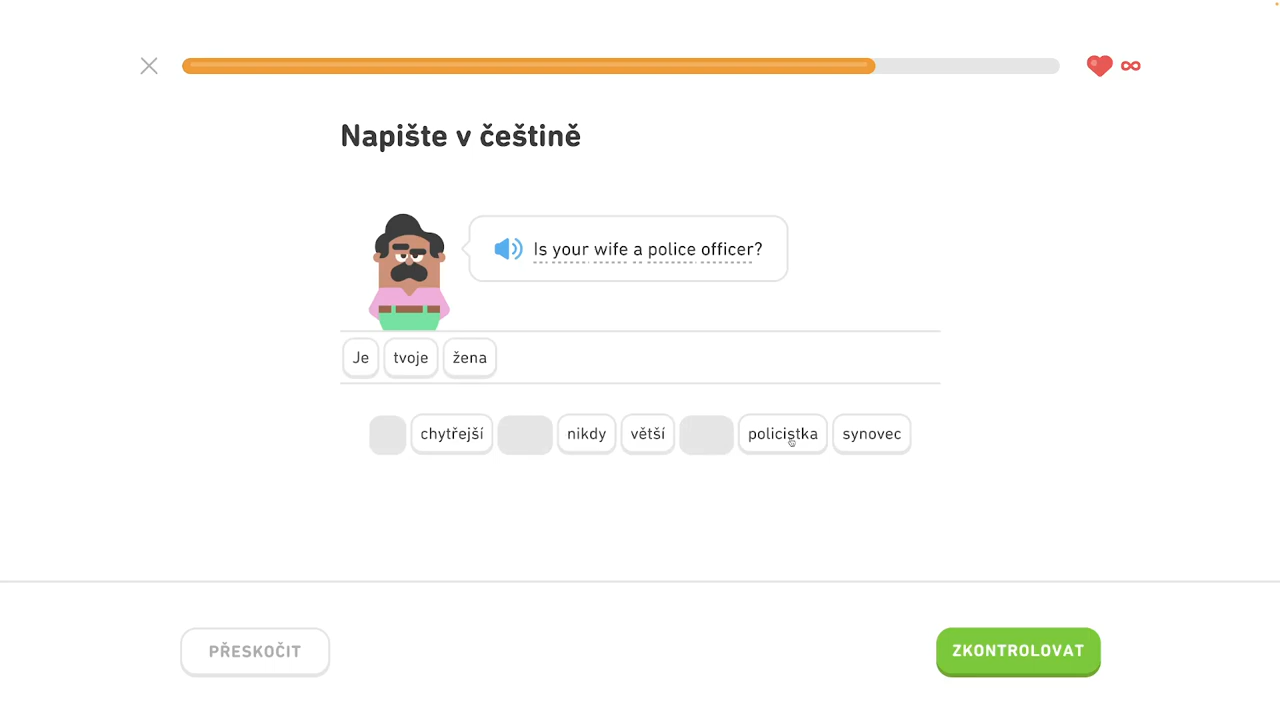 Napište v češtině
Is your wife a police officer?
Je tvoje žena
chytřejší nikdy větší policistka synovec
PŘESKOČIT ZKONTROLOVAT